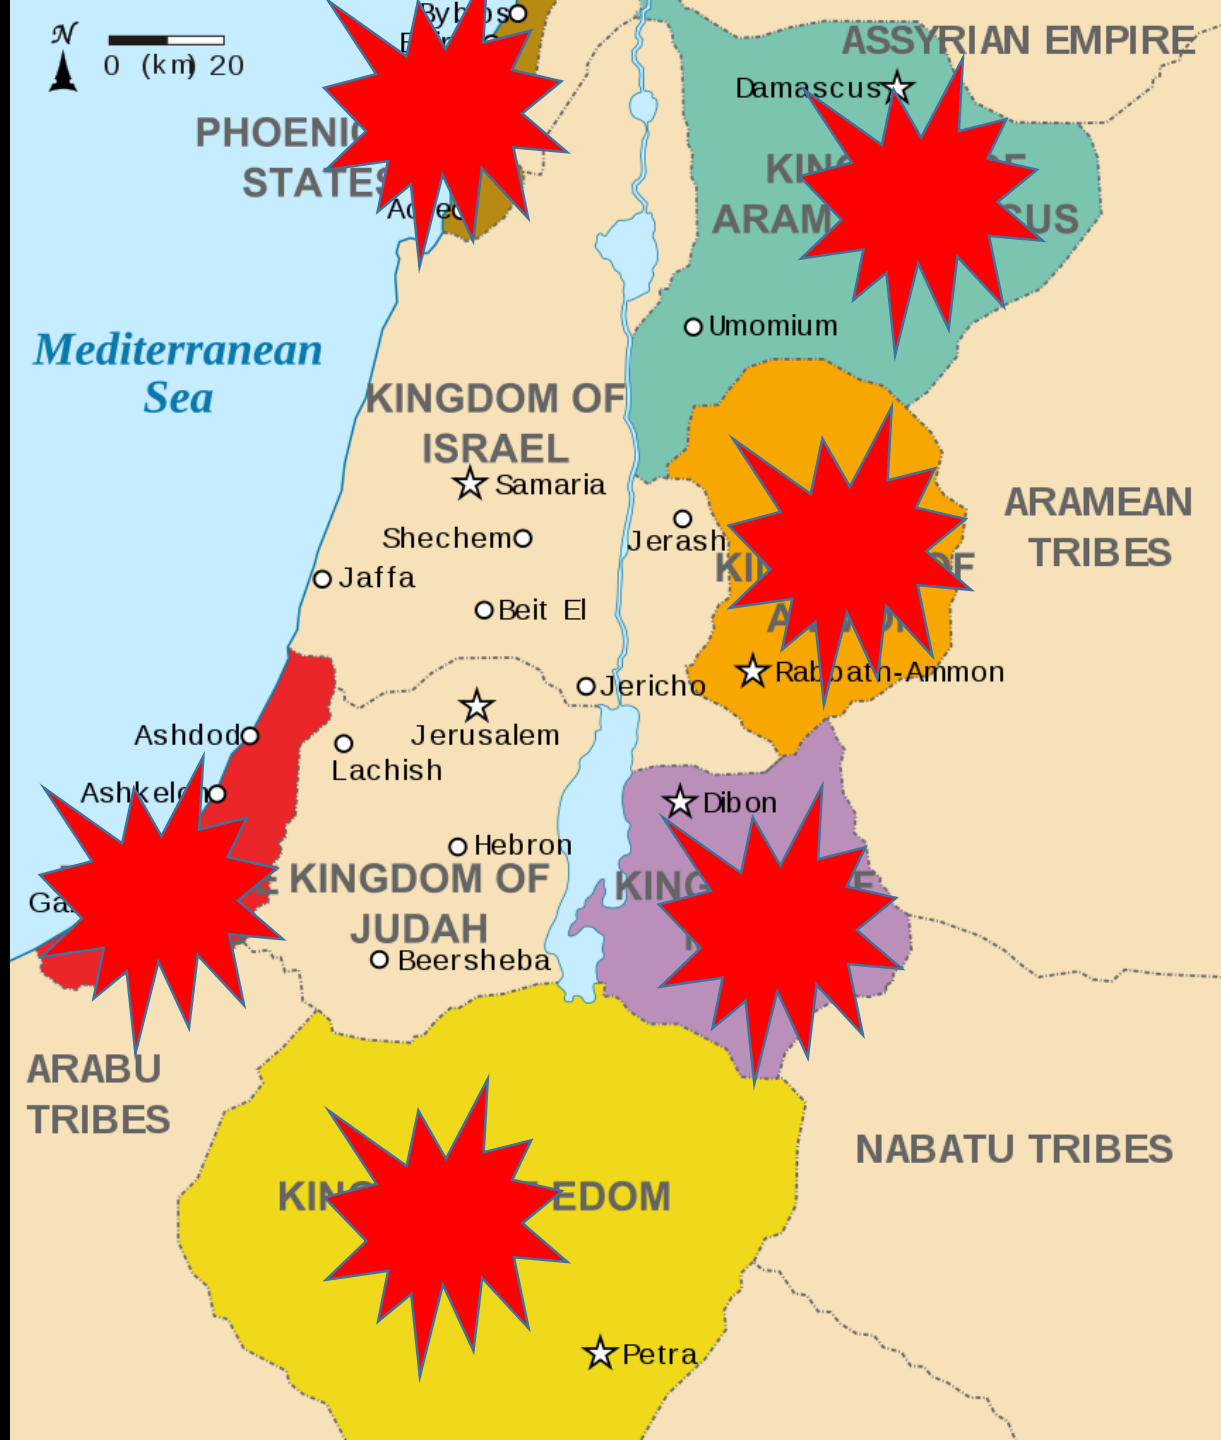 N
0 (km) 20
ASSYRIAN EMPIRE
Damascus
STATES
ARAM
Umomium
Mediterranean
Sea
KINGDOM OF
ISRAEL
Samaria
ARAMEAN
TRIBES
Shechem
Jerash
Jaffa
Beit El
Rabbath-Ammon
Jericho
Ashdod
Jerusalem
Lachish
Ashkelon
Dibon
Hebron
KINGDOM OF
JUDAH
Beersheba
ARABU
TRIBES
NABATU TRIBES
EDOM
Petra